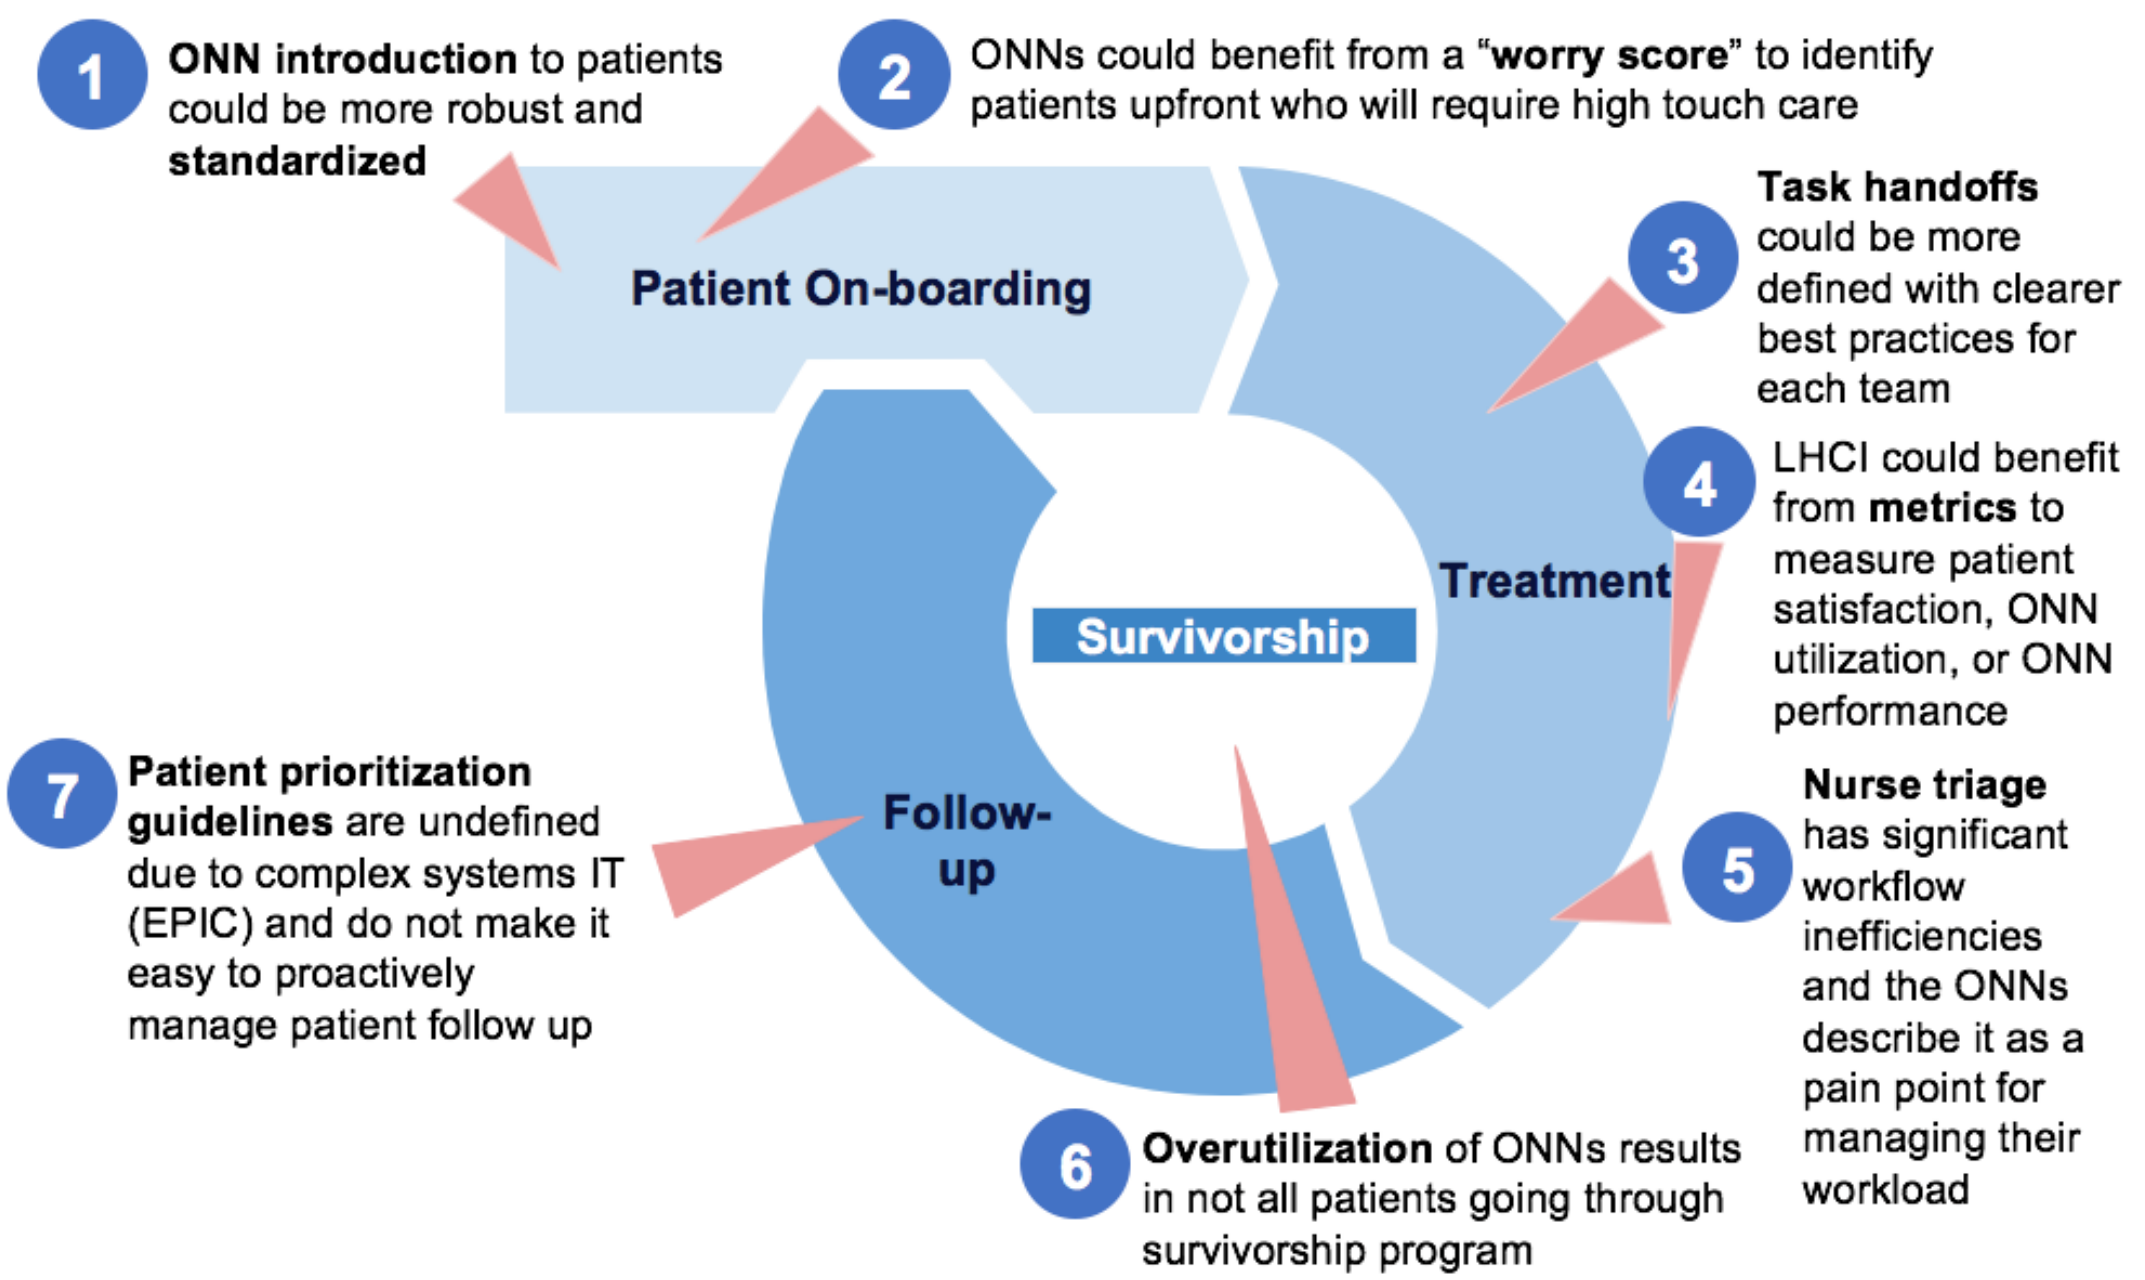 1
ONN introduction to patients
could be more robust and
standardized
2
ONNs could benefit from a “worry score” to identify
patients upfront who will require high touch care
Patient On-boarding
3
Task handoffs
could be more
defined with clearer
best practices for
each team
4
LHCI could benefit
from metrics to
measure patient
satisfaction, ONN
utilization, or ONN
performance
Treatment
Survivorship
5
Nurse triage
has significant
workflow
inefficiencies
and the ONNs
describe it as a
pain point for
managing their
workload
6
Overutilization of ONNs results
in not all patients going through
survivorship program
Follow-
up
7
Patient prioritization
guidelines are undefined
due to complex systems IT
(EPIC) and do not make it
easy to proactively
manage patient follow up